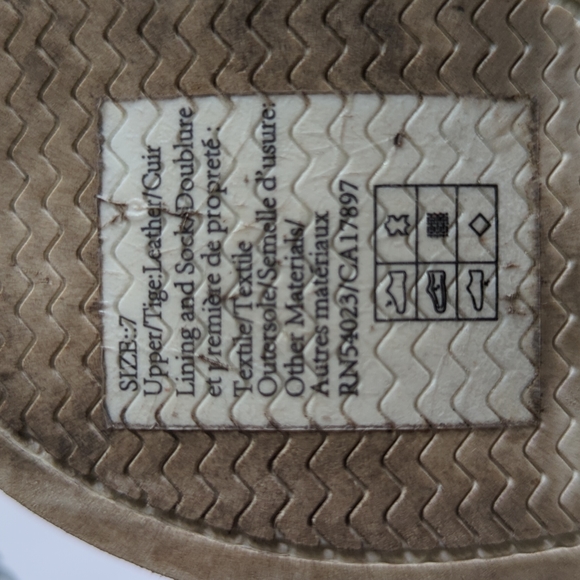 SIZE:7
Upper/Tige:Leather/Cuir
Lining and Socks/Doublure
et première de propreté :
Textile/Textile
Outersole/Semelle d'usure:
Other Materials/
Autres matériaux
RN54023/CA17897